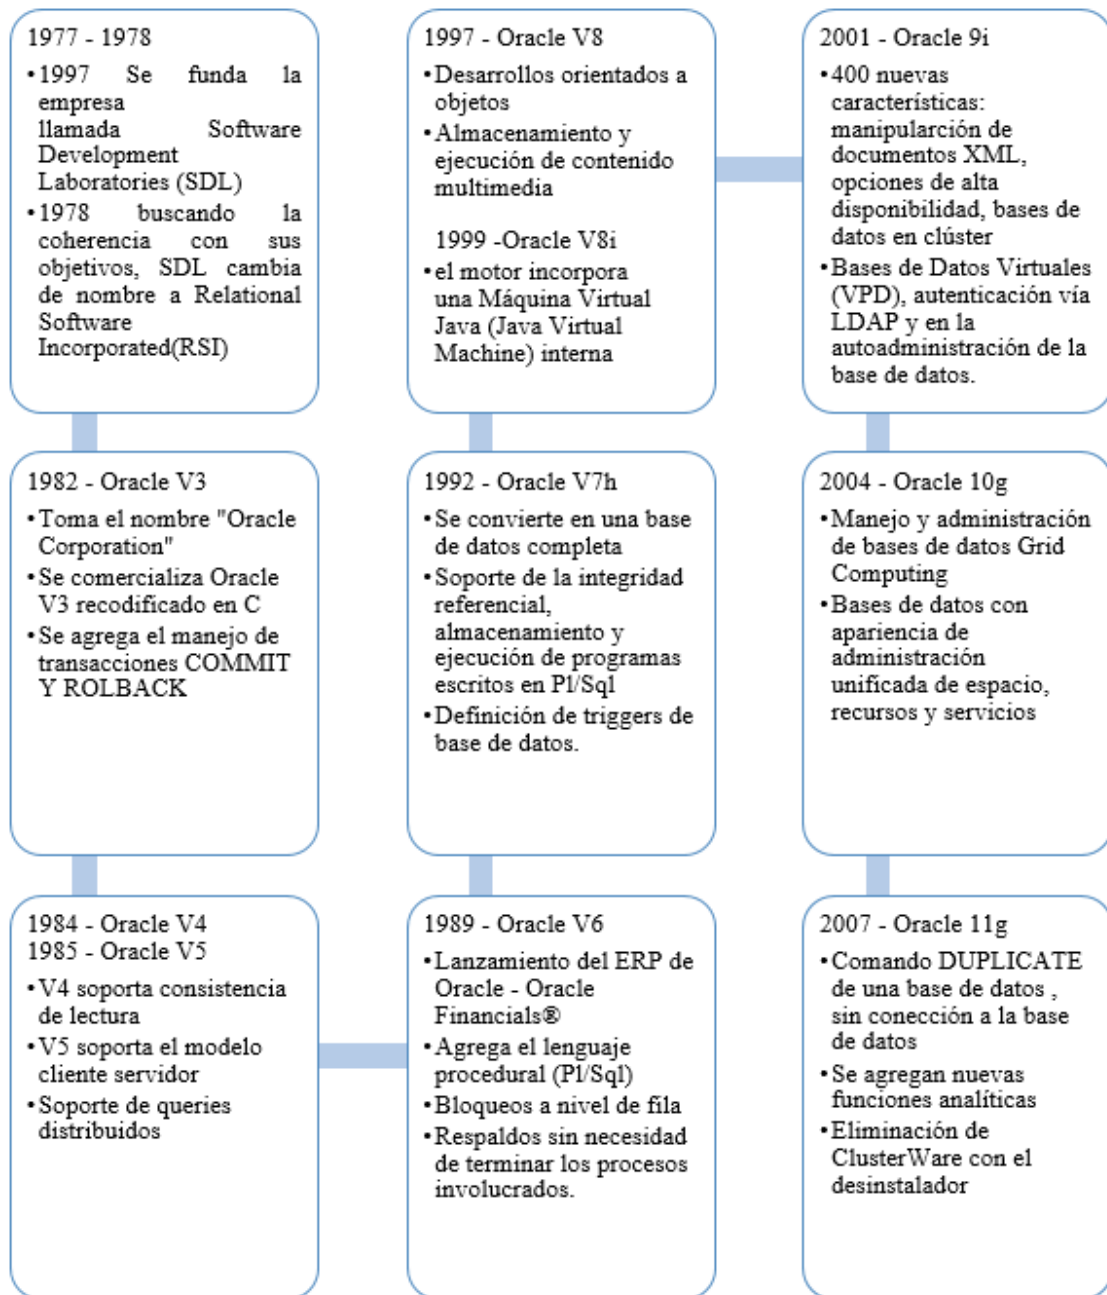 1977 - 1978
•1997 Se funda la
empresa
llamada Software
Development
Laboratories (SDL)
•1978 buscando la
coherencia con sus
objetivos, SDL cambia
de nombre a Relational
Software
Incorporated(RSI)
1982 - Oracle V3
•Toma el nombre "Oracle
Corporation"
•Se comercializa Oracle
V3 recodificado en C
•Se agrega el manejo de
transacciones COMMIT
Y ROLBACK
1984 - Oracle V4
1985 - Oracle V5
•V4 soporta consistencia
de lectura
•V5 soporta el modelo
cliente servidor
•Soporte de queries
distribuidos
1989 - Oracle V6
•Lanzamiento del ERP de
Oracle - Oracle
Financials®
•Agrega el lenguaje
procedural (Pl/Sql)
•Bloqueos a nivel de fila
•Respaldos sin necesidad
de terminar los procesos
involucrados.
1992 - Oracle V7h
•Se convierte en una base
de datos completa
•Soporte de la integridad
referencial,
almacenamiento y
ejecución de programas
escritos en Pl/Sql
•Definición de triggers de
base de datos.
1997 - Oracle V8
•Desarrollos orientados a
objetos
•Almacenamiento y
ejecución de contenido
multimedia
1999 -Oracle V8i
•el motor incorpora
una Máquina Virtual
Java (Java Virtual
Machine) interna
2001 - Oracle 9i
•400 nuevas
características:
manipularción de
documentos XML,
opciones de alta
disponibilidad, bases de
datos en clúster
•Bases de Datos Virtuales
(VPD), autenticación vía
LDAP y en la
autoadministración de la
base de datos.
2004 - Oracle 10g
•Manejo y administración
de bases de datos Grid
Computing
•Bases de datos con
apariencia de
administración
unificada de espacio,
recursos y servicios
2007 - Oracle 11g
•Comando DUPLICATE
de una base de datos ,
sin conección a la base
de datos
•Se agregan nuevas
funciones analíticas
•Eliminación de
ClusterWare con el
desinstalador